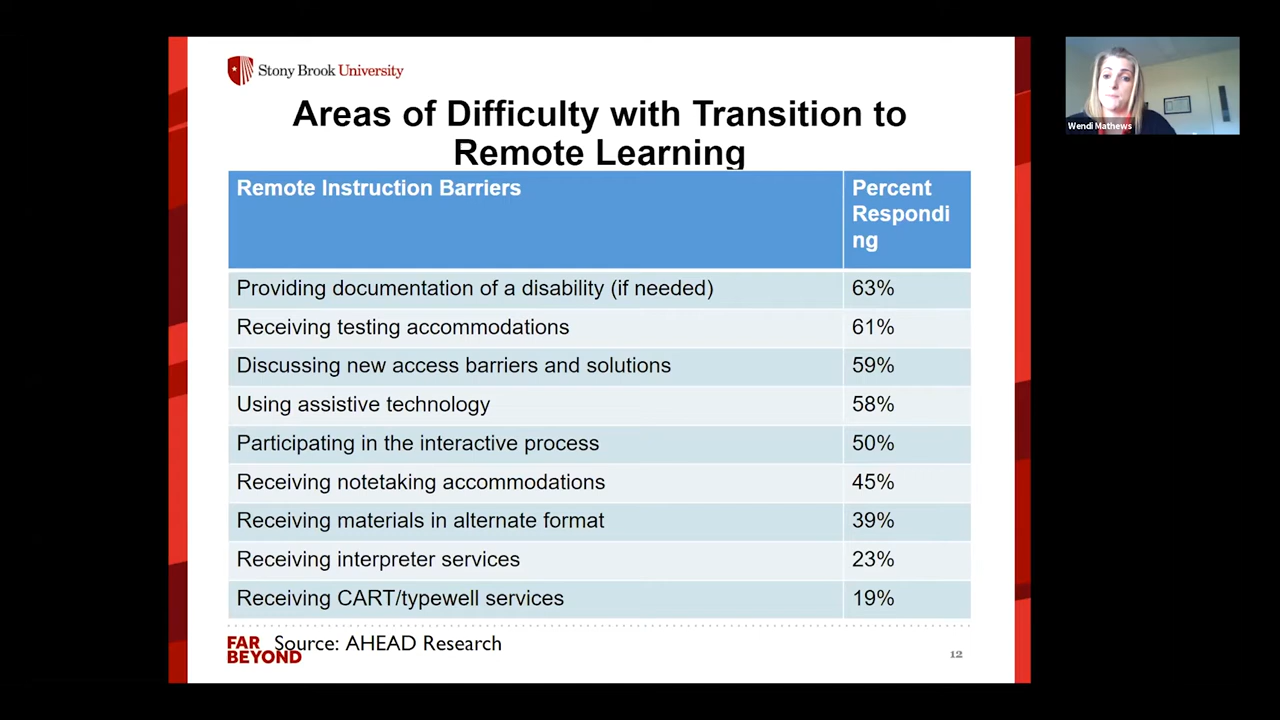 Stony Brook University
Wendi Mathews
Areas of Difficulty with Transition to
Remote Learning
Remote Instruction Barriers
Percent
Respondi
ng
Providing documentation of a disability (if needed) 63%
Receiving testing accommodations 61%
Discussing new access barriers and solutions 59%
Using assistive technology 58%
Participating in the interactive process 50%
Receiving notetaking accommodations 45%
Receiving materials in alternate format 39%
Receiving interpreter services 23%
Receiving CART/typewell services 19%
FAR
BEYOND
Source: AHEAD Research
12